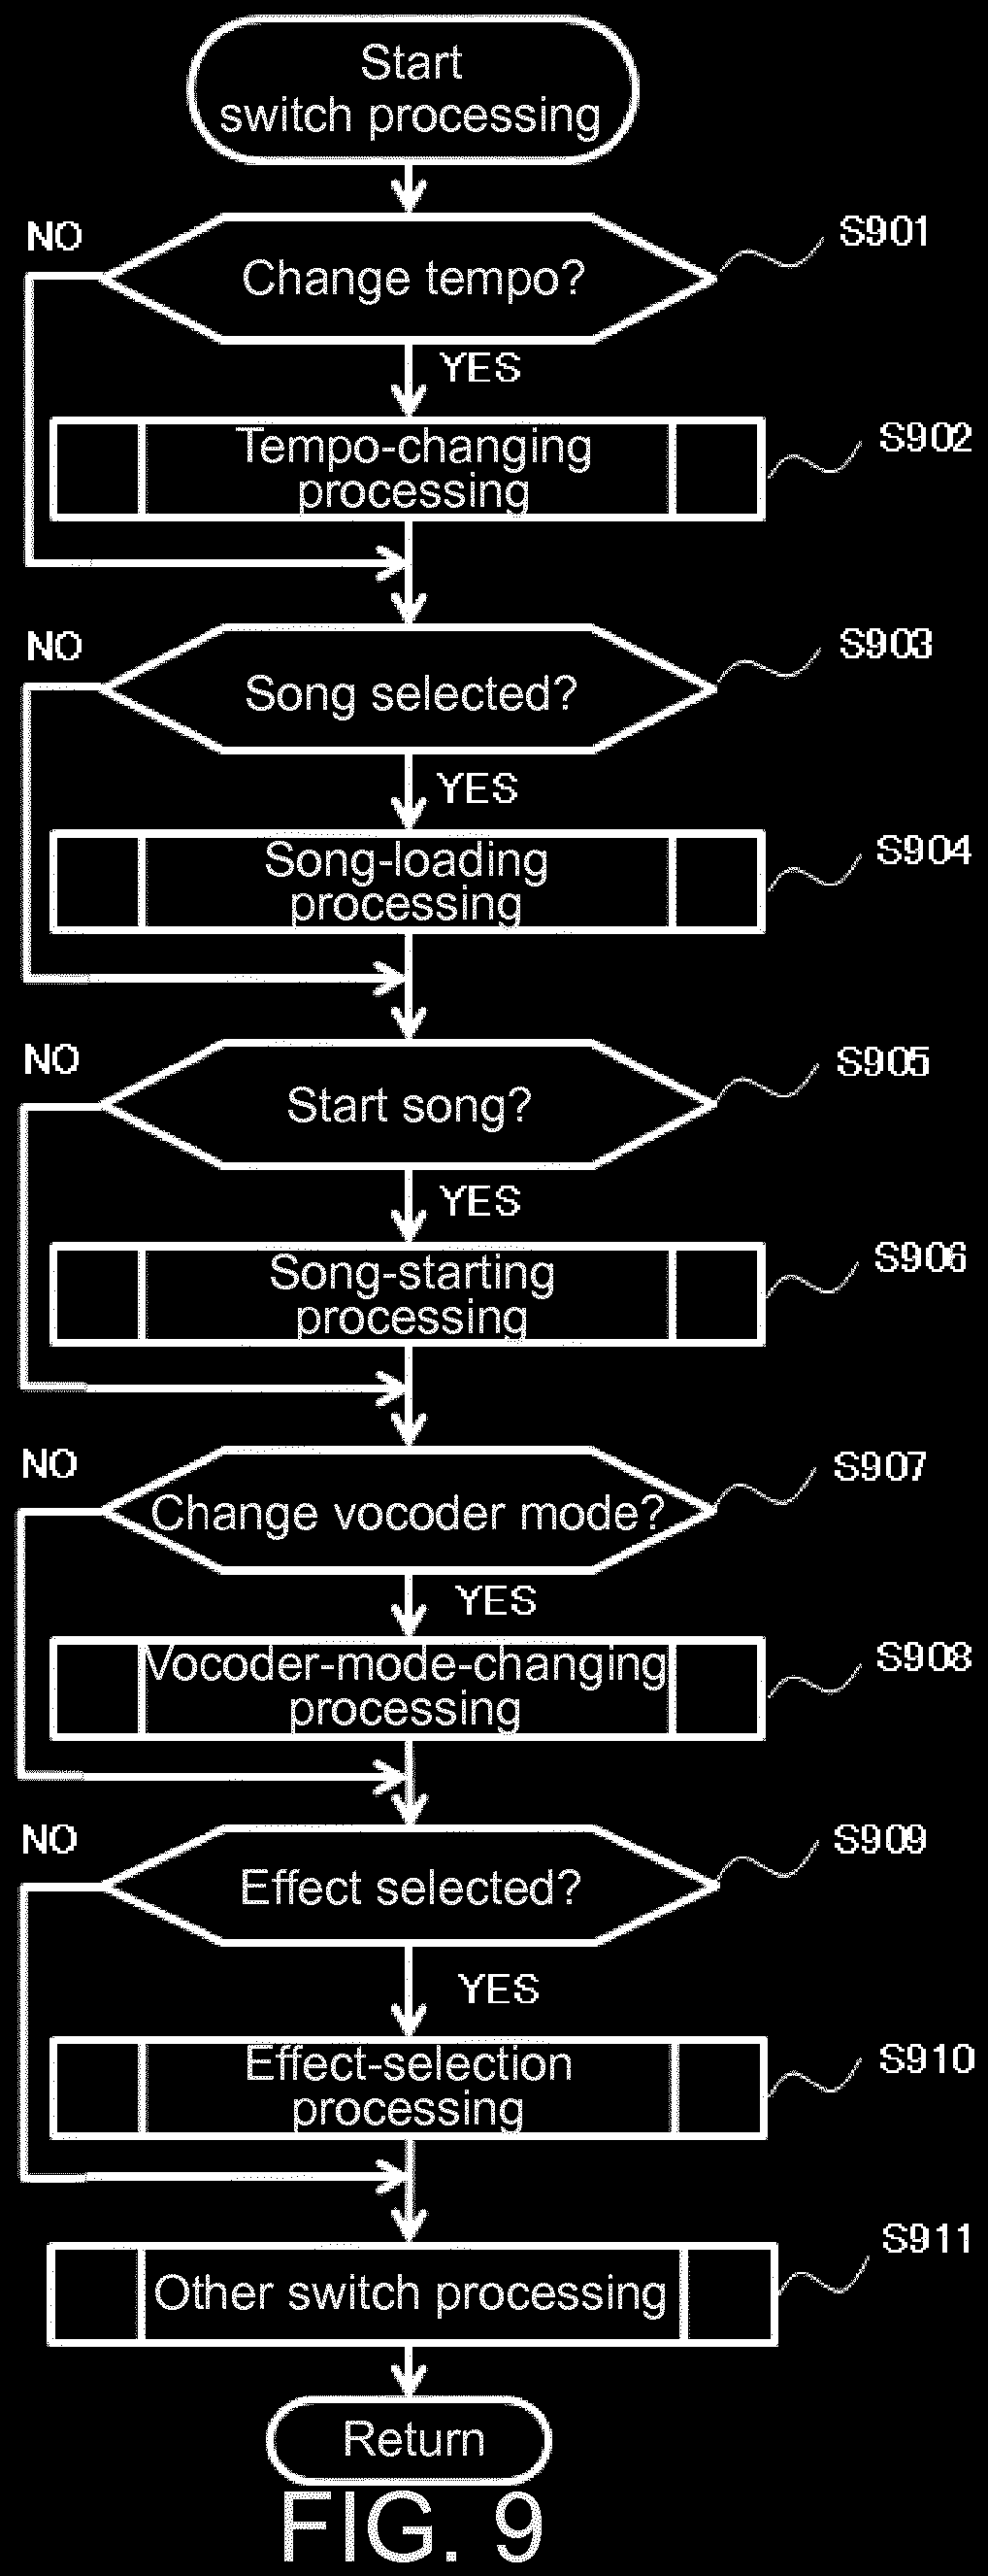 Start
switch processing
NO
S901
Change tempo?
YES
S902
Tempo-changing
processing
NO
S903
Song selected?
YES
S904
Song-loading
processing
NO
S905
Start song?
YES
S906
Song-starting
processing
NO
S907
Change vocoder mode?
YES
S908
Vocoder-mode-changing
processing
NO
S909
Effect selected?
YES
S910
Effect-selection
processing
S911
Other switch processing
Return
FIG. 9